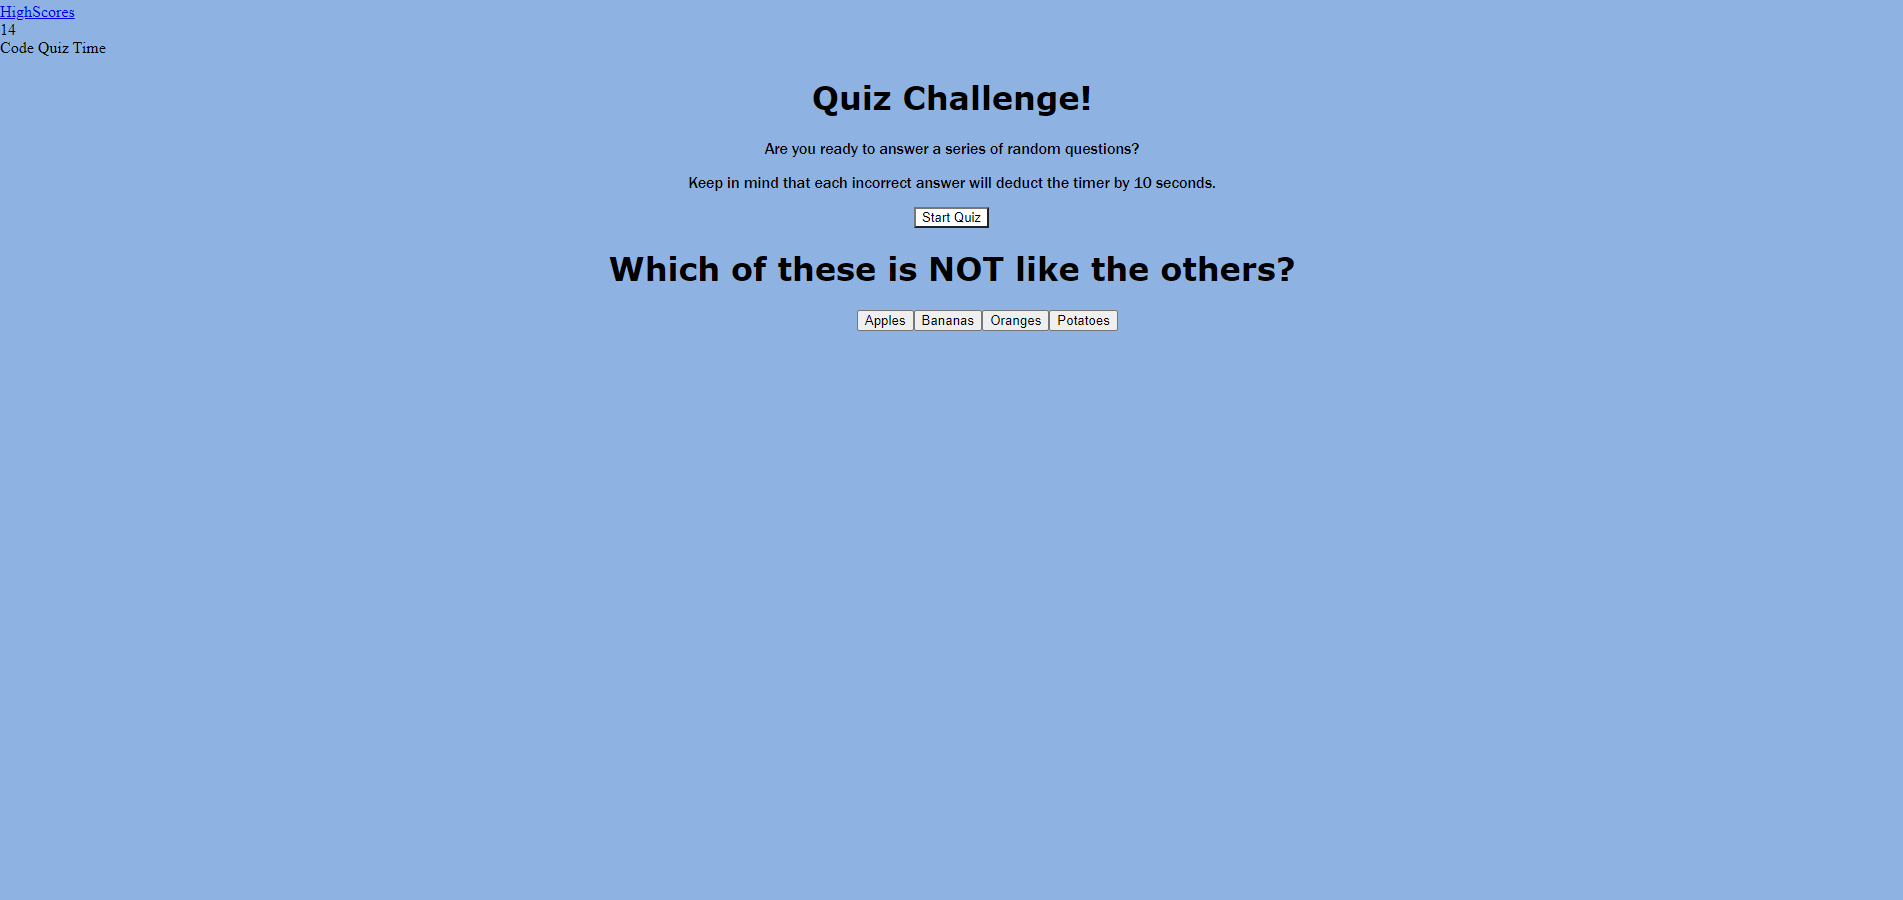 HighScores
14
Code Quiz Time
Quiz Challenge!
Are you ready to answer a series of random questions?
Keep in mind that each incorrect answer will deduct the timer by 10 seconds.
Start Quiz
Which of these is NOT like the others?
Apples Bananas Oranges Potatoes